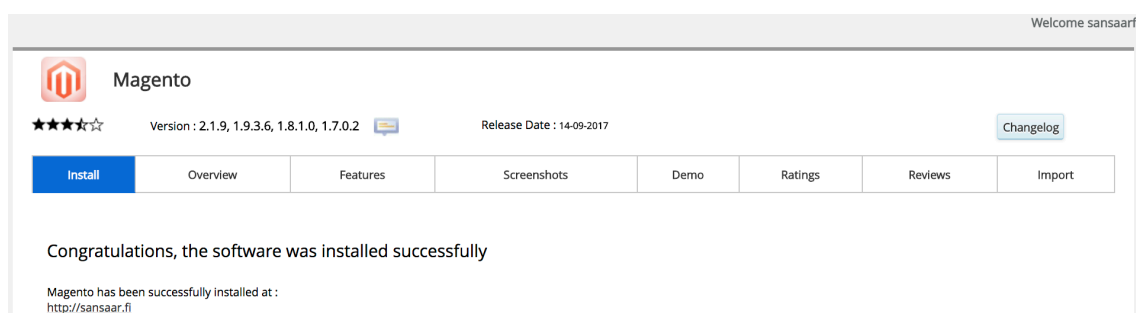 Welcome sansaarf
Magento
Version : 2.1.9, 1.9.3.6, 1.8.1.0, 1.7.0.2
Release Date : 14-09-2017
Changelog
Install Overview Features Screenshots Demo Ratings Reviews Import
Congratulations, the software was installed successfully
Magento has been successfully installed at :
http://sansaar.fi